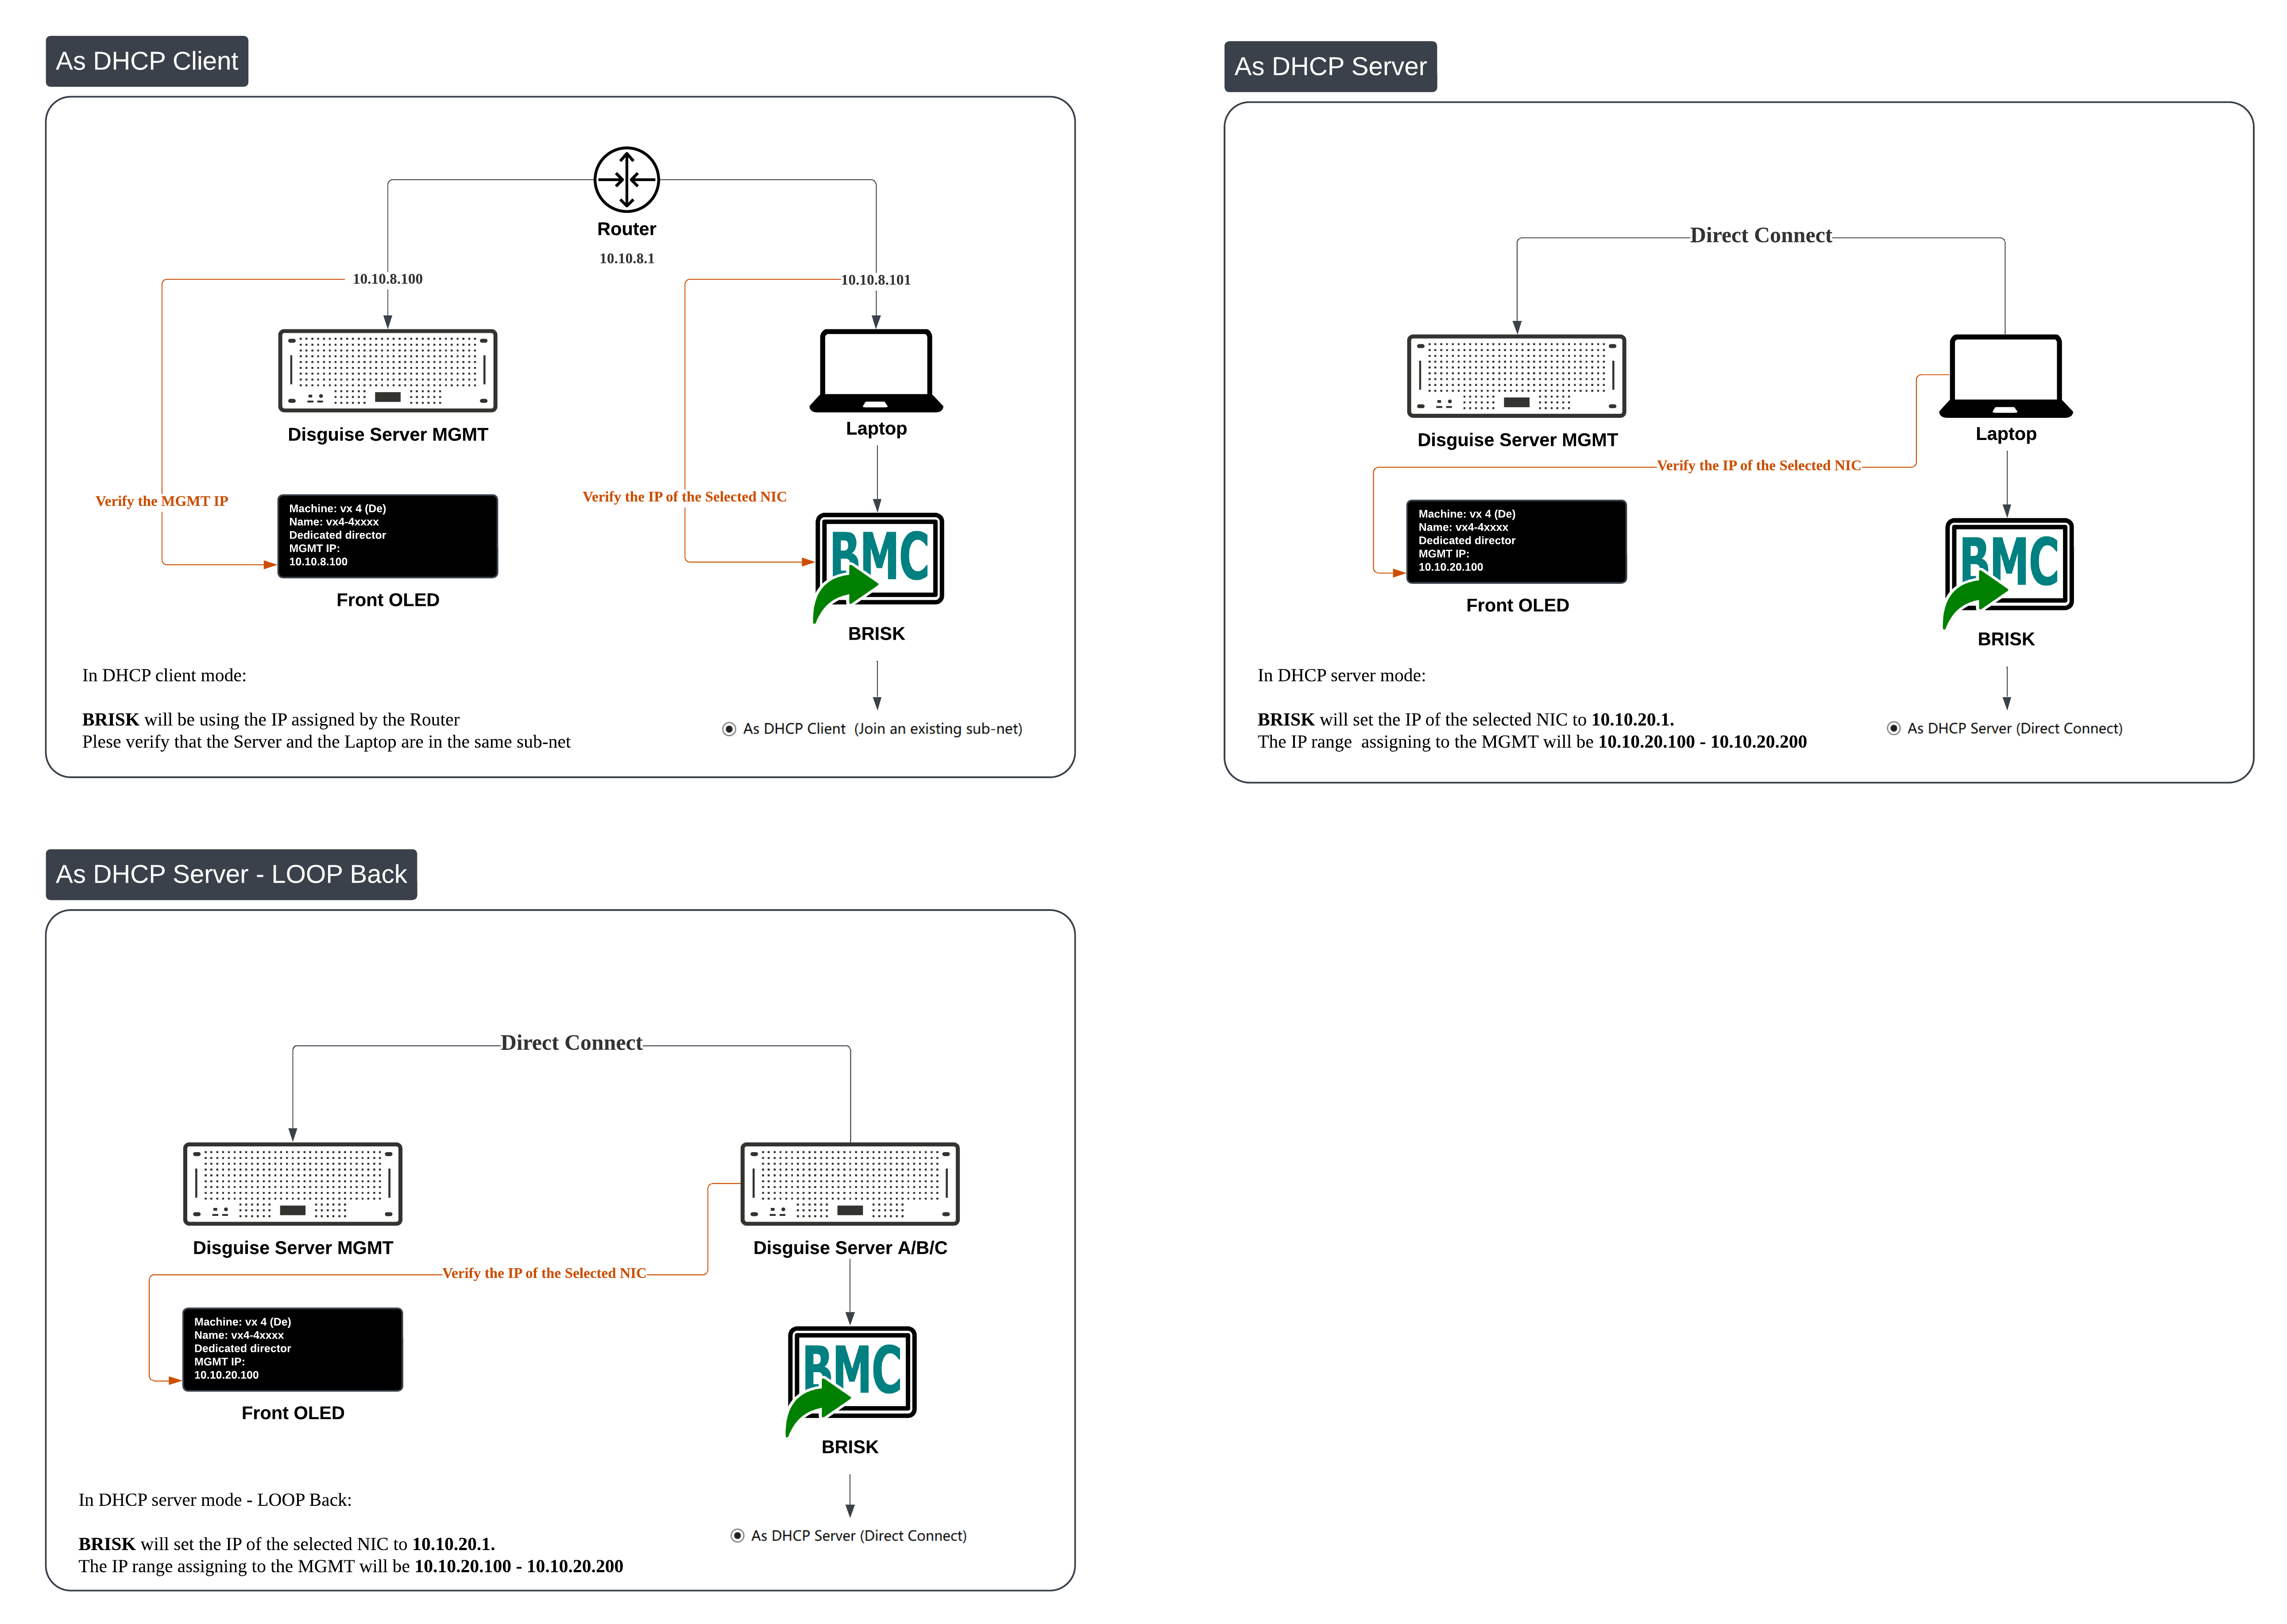 As DHCP Client
Router
10.10.8.1
10.10.8.100
10.10.8.101
Disguise Server MGMT
Laptop
Verify the MGMT IP
Verify the IP of the Selected NIC
Machine: vx 4 (De)
Name: vx4-4xxxx
Dedicated director
MGMT IP:
10.10.8.100
Front OLED
BMC
BRISK
In DHCP client mode:
BRISK will be using the IP assigned by the Router
Plese verify that the Server and the Laptop are in the same sub-net
As DHCP Client (Join an existing sub-net)
As DHCP Server
Direct Connect
Disguise Server MGMT
Laptop
Verify the IP of the Selected NIC
Machine: vx 4 (De)
Name: vx4-4xxxx
Dedicated director
MGMT IP:
10.10.20.100
Front OLED
BMC
BRISK
In DHCP server mode:
BRISK will set the IP of the selected NIC to 10.10.20.1.
The IP range assigning to the MGMT will be 10.10.20.100 - 10.10.20.200
As DHCP Server (Direct Connect)
As DHCP Server - LOOP Back
Direct Connect
Disguise Server MGMT
Disguise Server A/B/C
Verify the IP of the Selected NIC
Machine: vx 4 (De)
Name: vx4-4xxxx
Dedicated director
MGMT IP:
10.10.20.100
Front OLED
BMC
BRISK
In DHCP server mode - LOOP Back:
BRISK will set the IP of the selected NIC to 10.10.20.1.
The IP range assigning to the MGMT will be 10.10.20.100 - 10.10.20.200
As DHCP Server (Direct Connect)